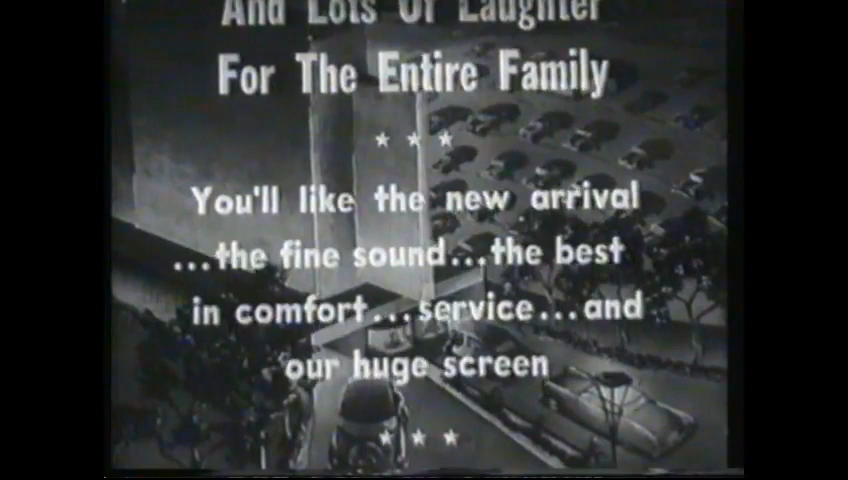 And Lots Of Laughter
For The Entire Family
* * *
You'll like the new arrival
...the fine sound...the best
in comfort...service...and
our huge screen
* * *